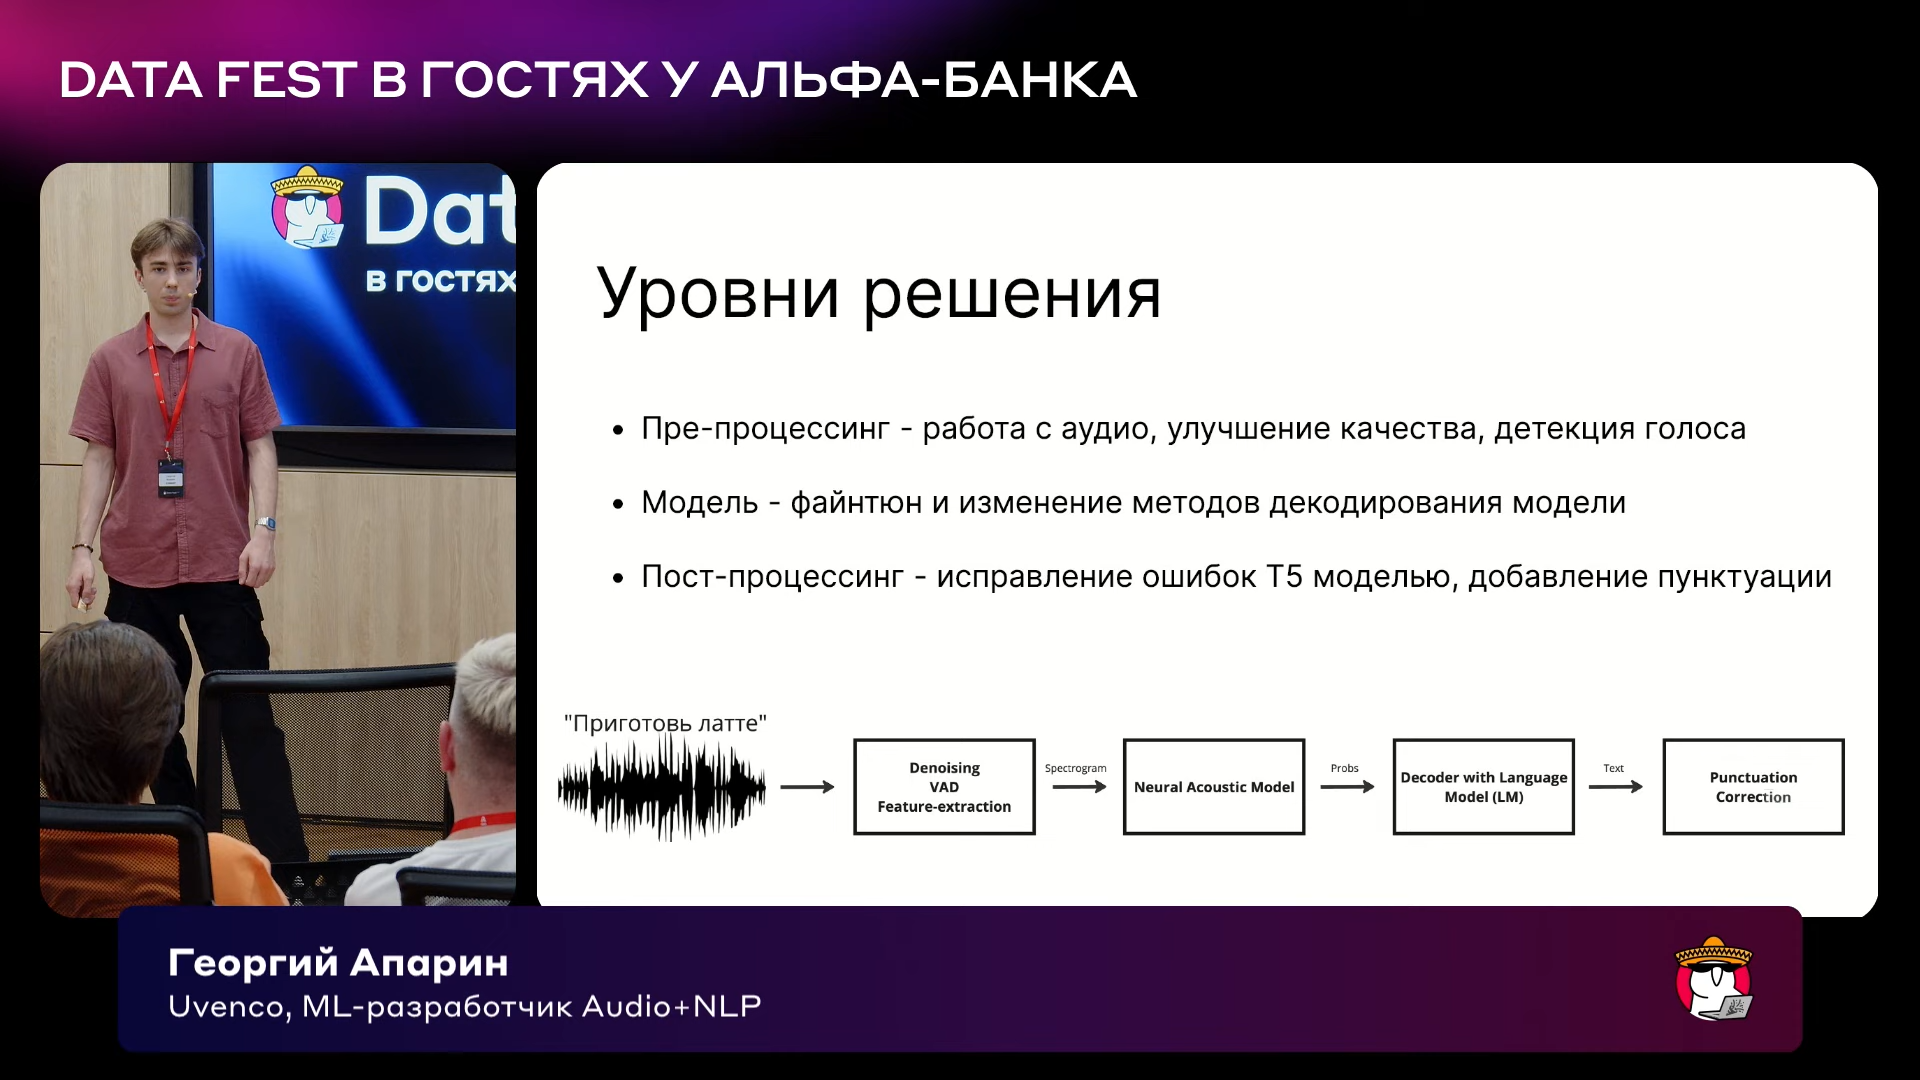 DATA FEST В ГОСТЯХ У АЛЬФА-БАНКА
Dat
в гостях
Уровни решения
• Пре-процессинг - работа с аудио, улучшение качества, детекция голоса
• Модель - файнтюн и изменение методов декодирования модели
• Пост-процессинг - исправление ошибок T5 моделью, добавление пунктуации
"Приготовь латте"
Denoising
VAD
Feature-extraction
Spectrogram
Neural Acoustic Model
Probs
Decoder with Language
Model (LM)
Text
Punctuation
Correction
Георгий Апарин
Uvenco, ML-разработчик Audio+NLP